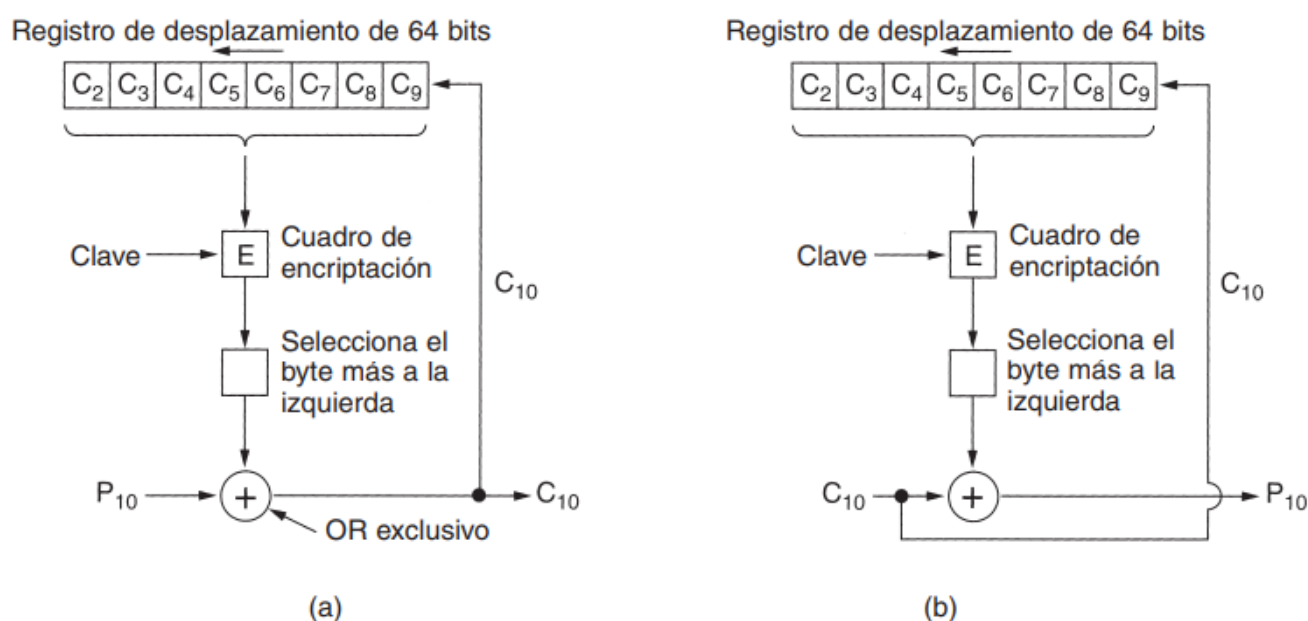 Registro de desplazamiento de 64 bits
C₂ C₃ C₄ C₅ C₆ C₇ C₈ C₉
Clave
E
Cuadro de
encriptación
C₁₀
Selecciona el
byte más a la
izquierda
P₁₀
+
C₁₀
OR exclusivo
(a)
Registro de desplazamiento de 64 bits
C₂ C₃ C₄ C₅ C₆ C₇ C₈ C₉
Clave
E
Cuadro de
encriptación
C₁₀
Selecciona el
byte más a la
izquierda
C₁₀
+
P₁₀
(b)